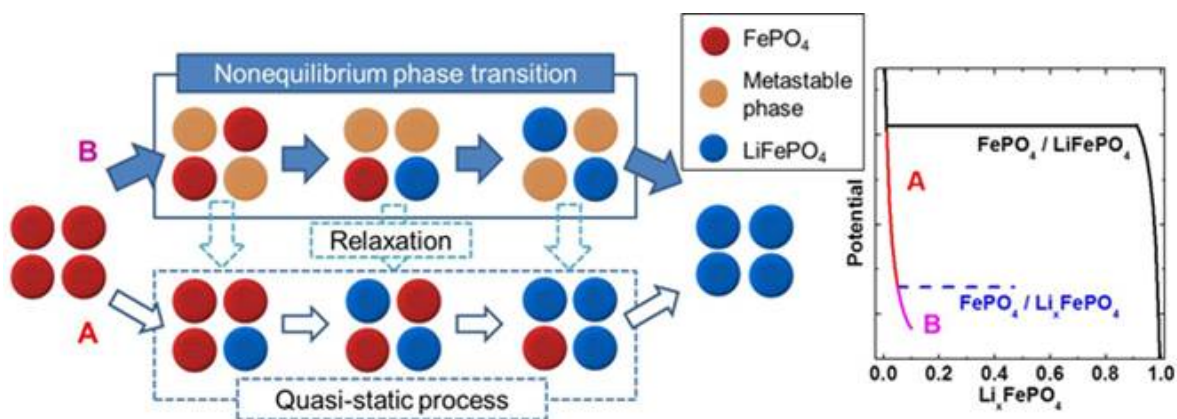 Nonequilibrium phase transition
B
Relaxation
A
Quasi-static process
FePO₄
Metastable
phase
LiFePO₄
Potential
FePO₄ / LiFePO₄
A
FePO₄ / LiₓFePO₄
B
0.0 0.2 0.4 0.6 0.8 1.0
LiₓFePO₄